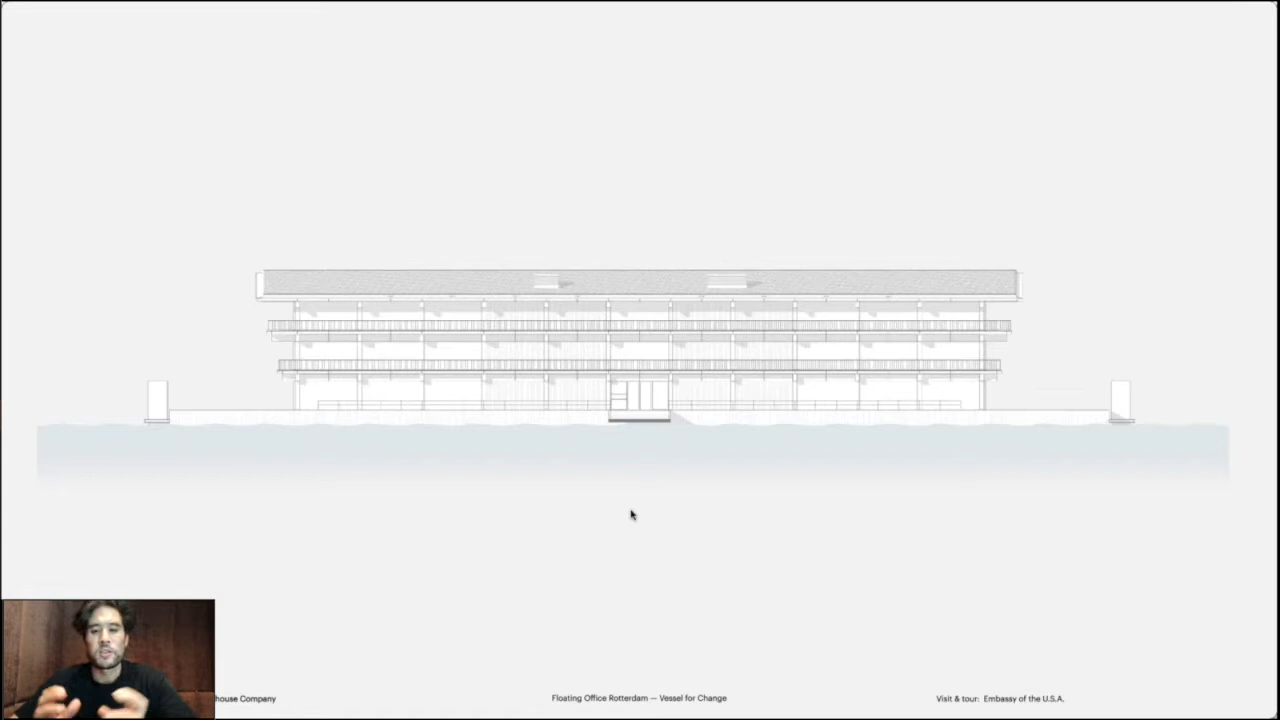 house Company
Floating Office Rotterdam — Vessel for Change
Visit & tour: Embassy of the U.S.A.